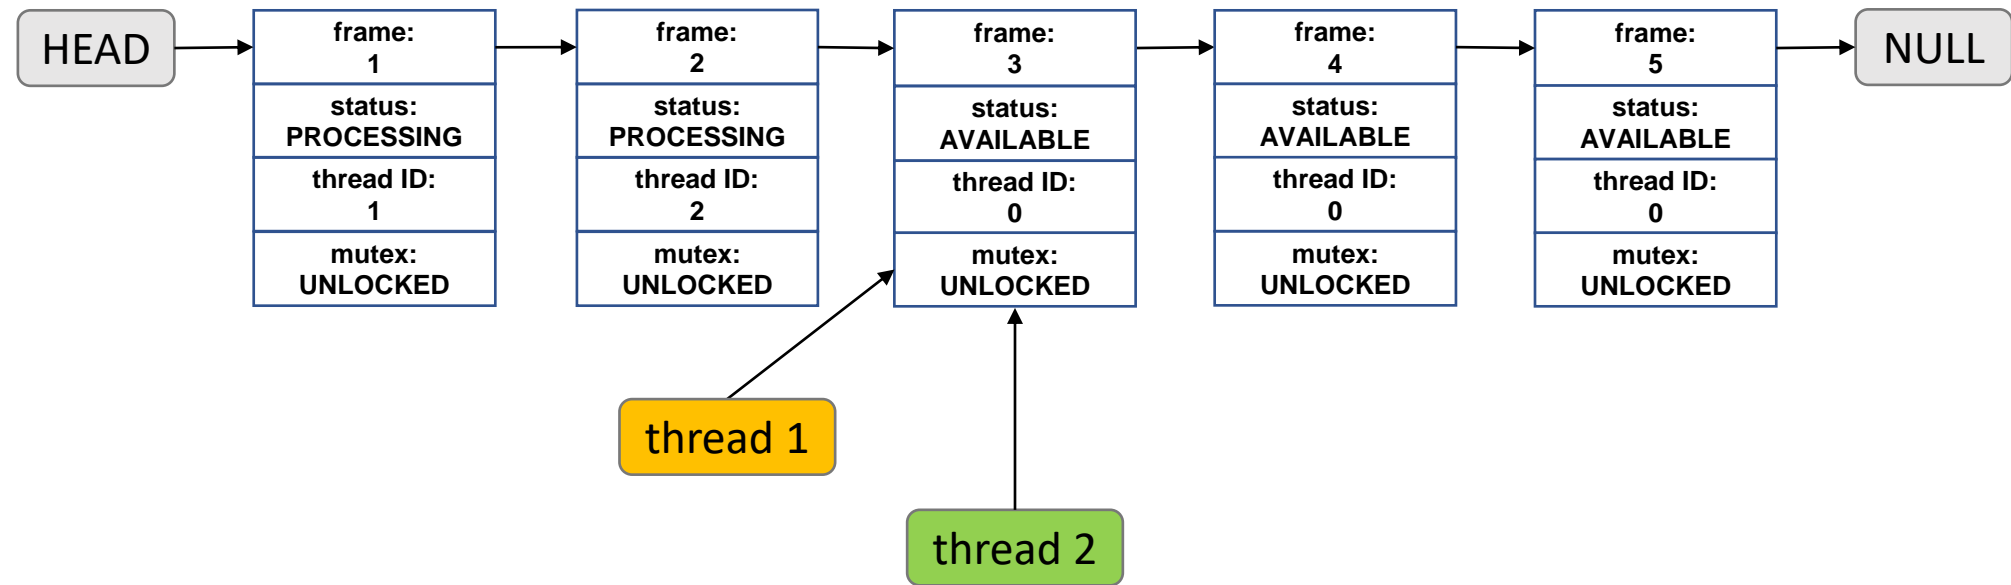 HEAD
frame:
1
status:
PROCESSING
thread ID:
1
mutex:
UNLOCKED
frame:
2
status:
PROCESSING
thread ID:
2
mutex:
UNLOCKED
frame:
3
status:
AVAILABLE
thread ID:
0
mutex:
UNLOCKED
frame:
4
status:
AVAILABLE
thread ID:
0
mutex:
UNLOCKED
frame:
5
status:
AVAILABLE
thread ID:
0
mutex:
UNLOCKED
NULL
thread 1
thread 2